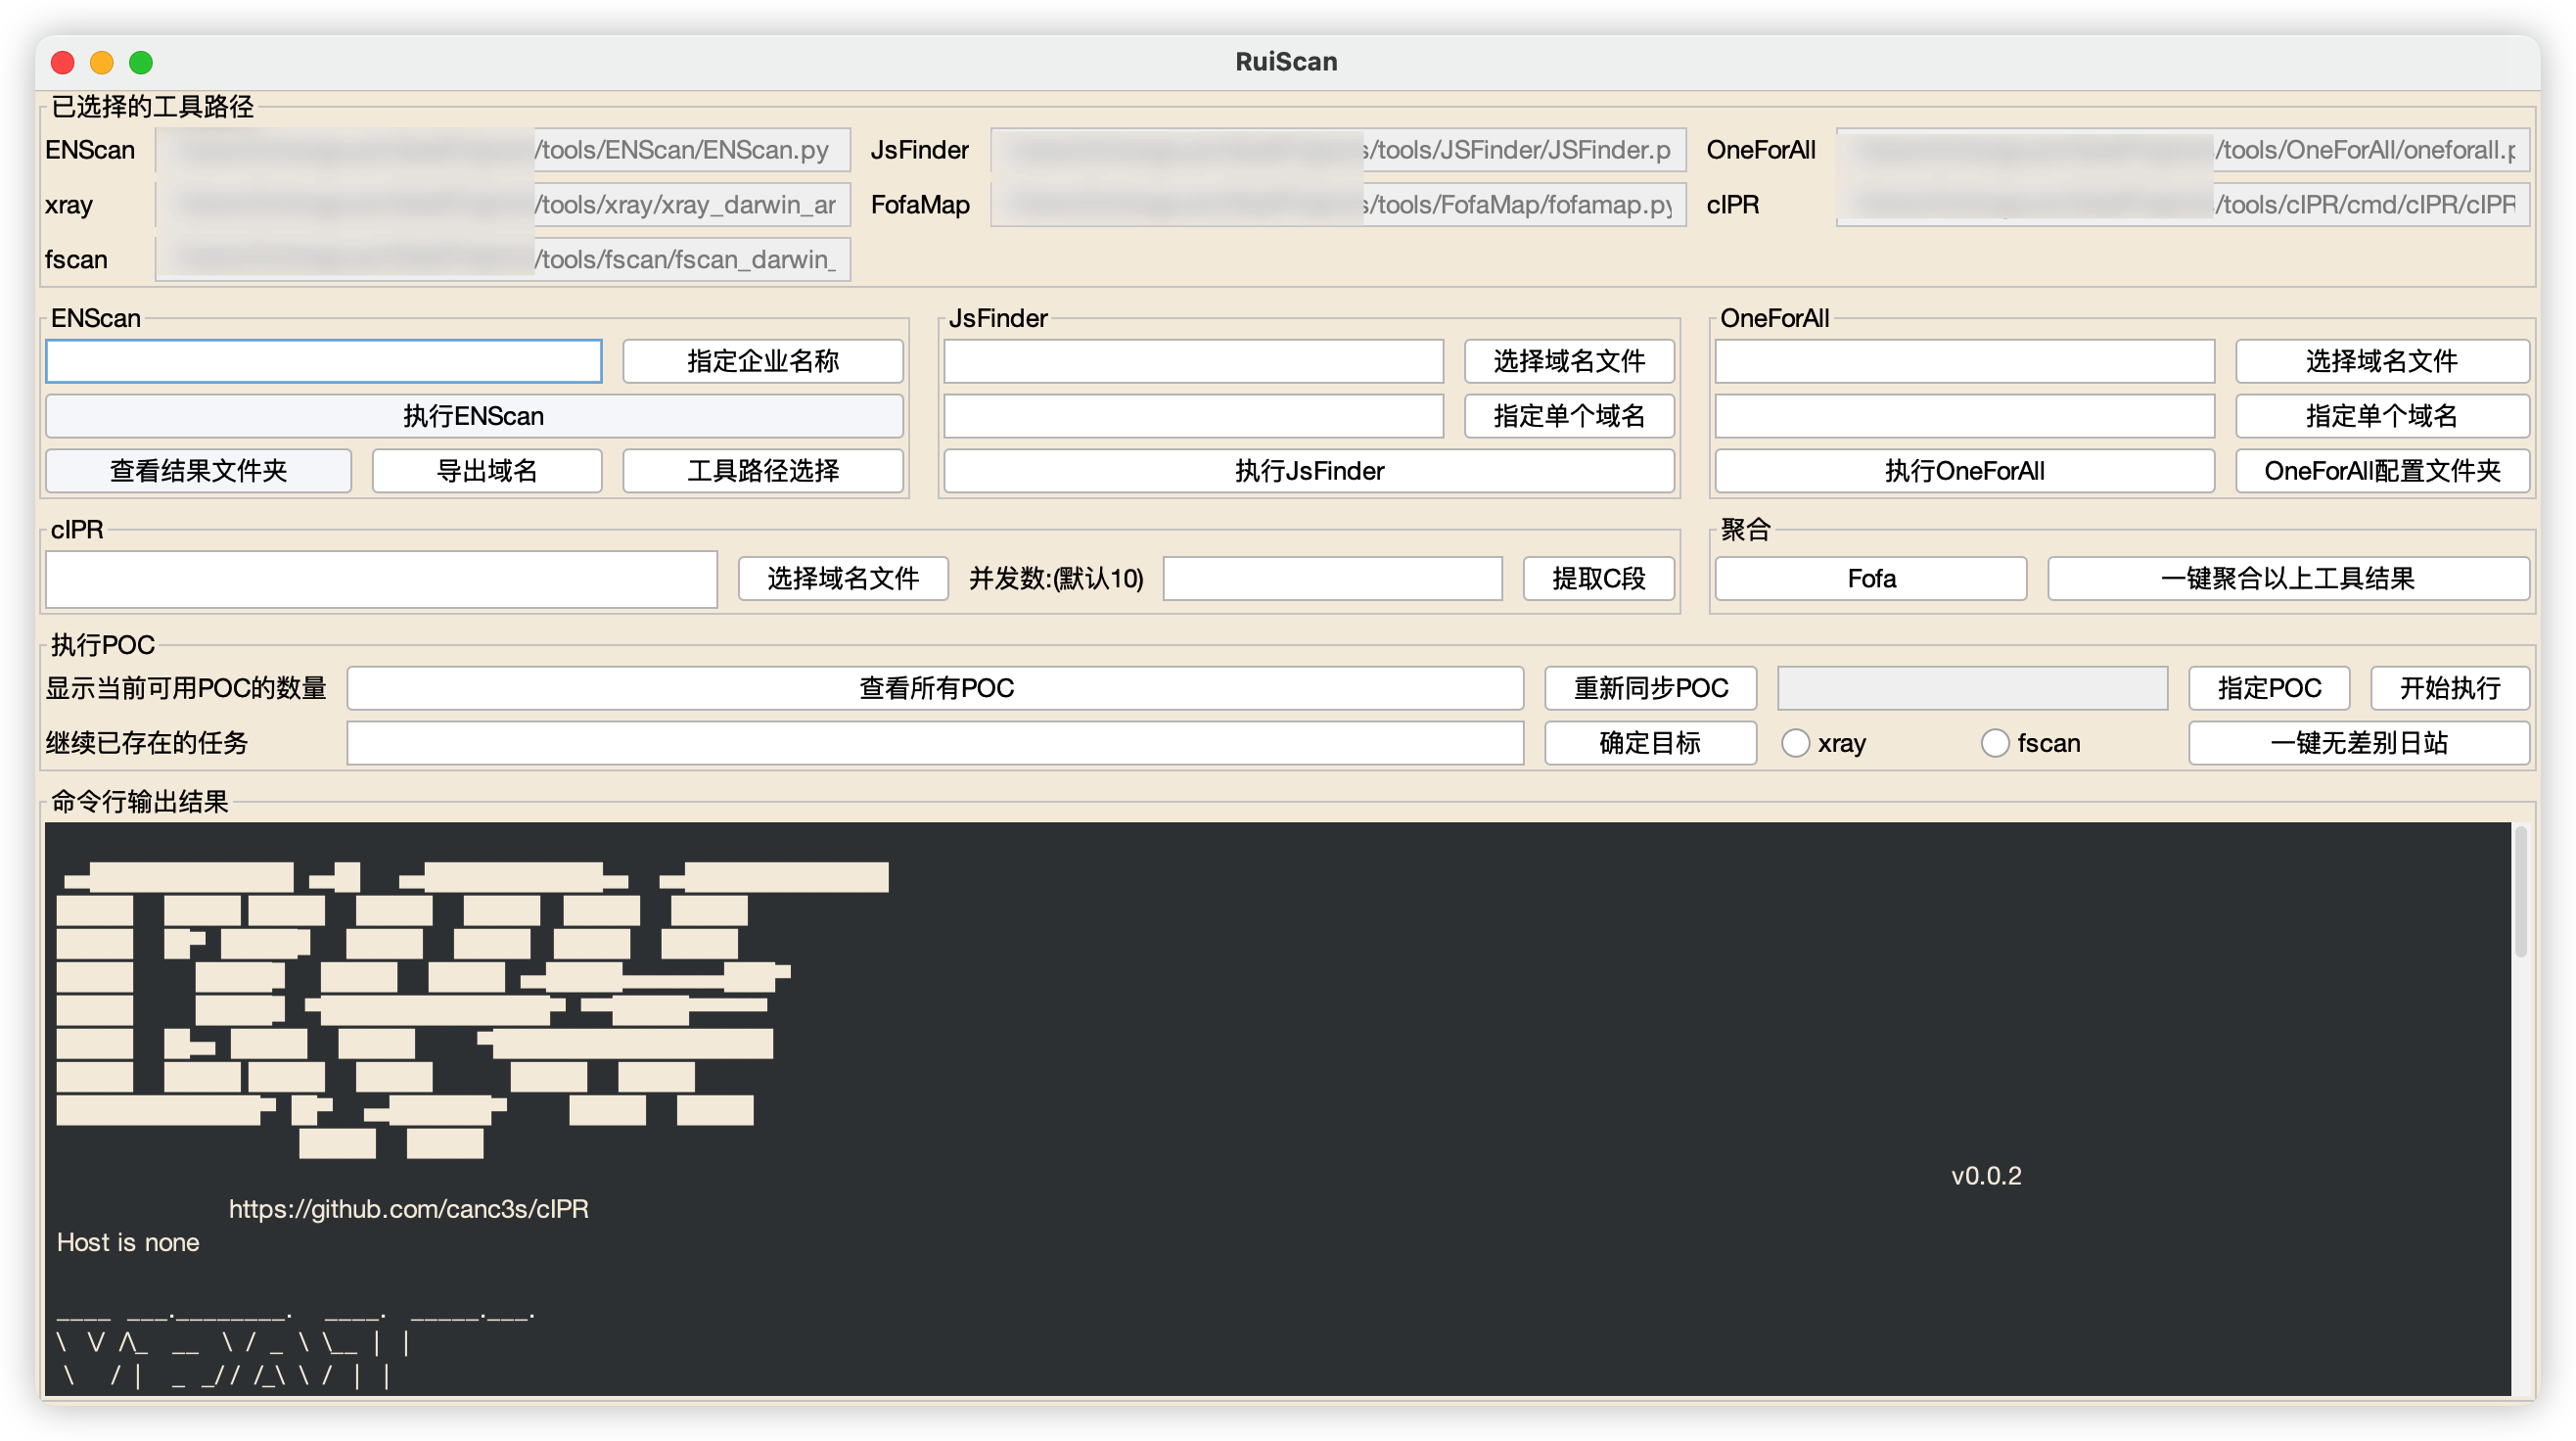 RuiScan
已选择的工具路径
ENScan /tools/ENScan/ENScan.py JsFinder s/tools/JSFinder/JSFinder.p OneForAll /tools/OneForAll/oneforall.p
xray /tools/xray/xray_darwin_ar FofaMap s/tools/FofaMap/fofamap.py cIPR /tools/cIPR/cmd/cIPR/cIPR
fscan /tools/fscan/fscan_darwin_
ENScan JsFinder OneForAll
指定企业名称 选择域名文件 选择域名文件
执行ENScan 指定单个域名 指定单个域名
查看结果文件夹 导出域名 工具路径选择 执行JsFinder 执行OneForAll OneForAll配置文件夹
cIPR 聚合
选择域名文件 并发数:(默认10) 提取C段 Fofa 一键聚合以上工具结果
执行POC
显示当前可用POC的数量 查看所有POC 重新同步POC 指定POC 开始执行
继续已存在的任务 确定目标 xray fscan 一键无差别日站
命令行输出结果
v0.0.2
https://github.com/canc3s/cIPR
Host is none